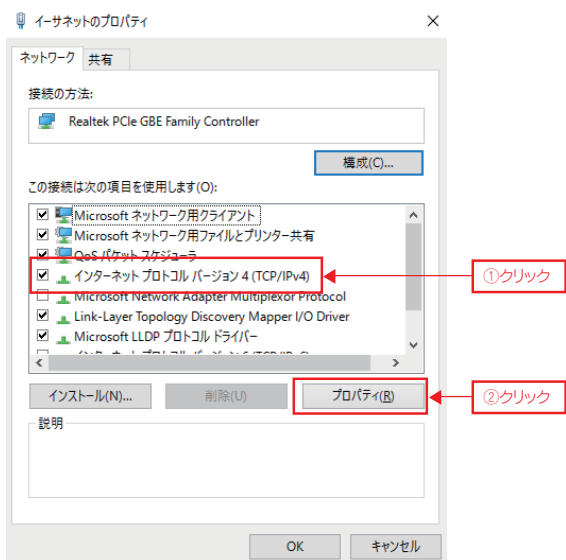 イーサネットのプロパティ
ネットワーク 共有
接続の方法:
Realtek PCIe GBE Family Controller
構成(C)...
この接続は次の項目を使用します(O):
Microsoft ネットワーク用クライアント
Microsoft ネットワーク用ファイルとプリンター共有
QoS パケット スケジューラ
インターネット プロトコル バージョン 4 (TCP/IPv4)
①クリック
Microsoft Network Adapter Multiplexor Protocol
Link-Layer Topology Discovery Mapper I/O Driver
Microsoft LLDP プロトコル ドライバー
インストール(N)... 削除(U) プロパティ(R)
②クリック
説明
OK キャンセル